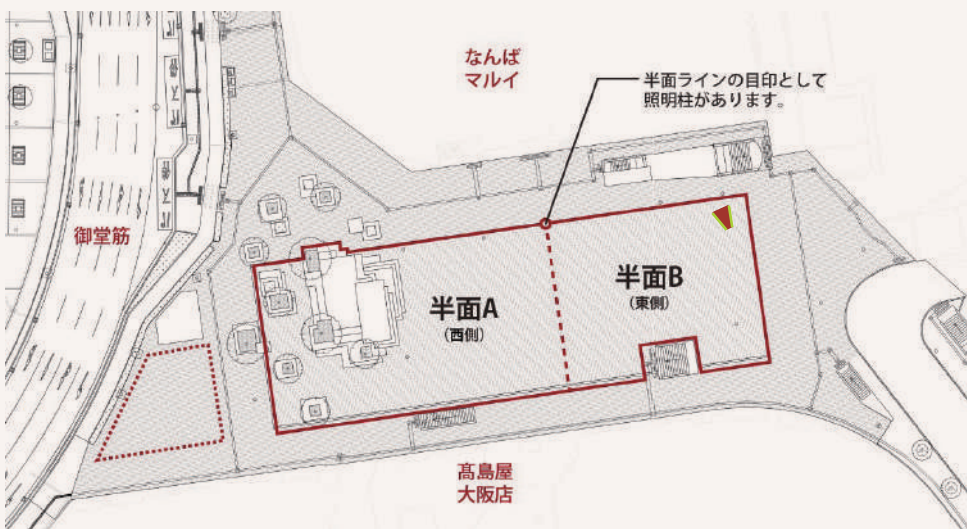 なんば
マルイ
半面ラインの目印として
照明柱があります。
御堂筋
半面A
(西側)
半面B
(東側)
髙島屋
大阪店